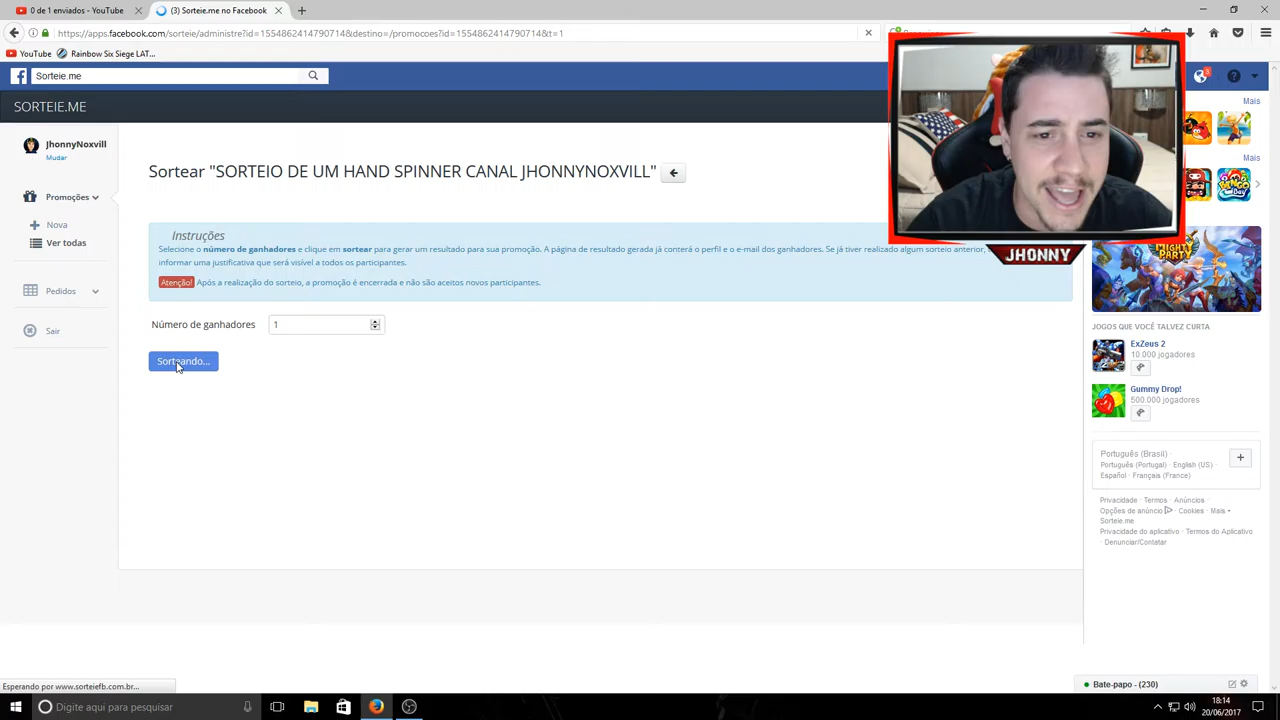 0 de 1 enviados - YouTube
(3) Sorteie.me no Facebook
https://apps.facebook.com/sorteie/administre?id=1554862414790714&destino=/promocoes?id=1554862414790714&t=1
YouTube
Rainbow Six Siege LAT...
Sorteie.me
3
SORTEIE.ME
Mais
JhonnyNoxvill
Mudar
Sortear "SORTEIO DE UM HAND SPINNER CANAL JHONNYNOXVILL"
Mais
Promoções
Nova
Ver todas
Pedidos
Sair
Instruções
Selecione o número de ganhadores e clique em sortear para gerar um resultado para sua promoção. A página de resultado gerada já conterá o perfil e o e-mail dos ganhadores. Se já tiver realizado algum sorteio anterior,
informar uma justificativa que será visível a todos os participantes.
Atenção! Após a realização do sorteio, a promoção é encerrada e não são aceitos novos participantes.
Número de ganhadores
1
Sorteando...
JHONNY
MIGHTY PARTY
JOGOS QUE VOCÊ TALVEZ CURTA
ExZeus 2
10.000 jogadores
Gummy Drop!
500.000 jogadores
Português (Brasil) ·
Português (Portugal) · English (US) ·
Español · Français (France)
Privacidade · Termos · Anúncios ·
Opções de anúncio · Cookies · Mais
Sorteie.me
Privacidade do aplicativo · Termos do Aplicativo
· Denunciar/Contatar
Esperando por www.sorteiefb.com.br...
Bate-papo - (230)
Digite aqui para pesquisar
18:14
20/06/2017